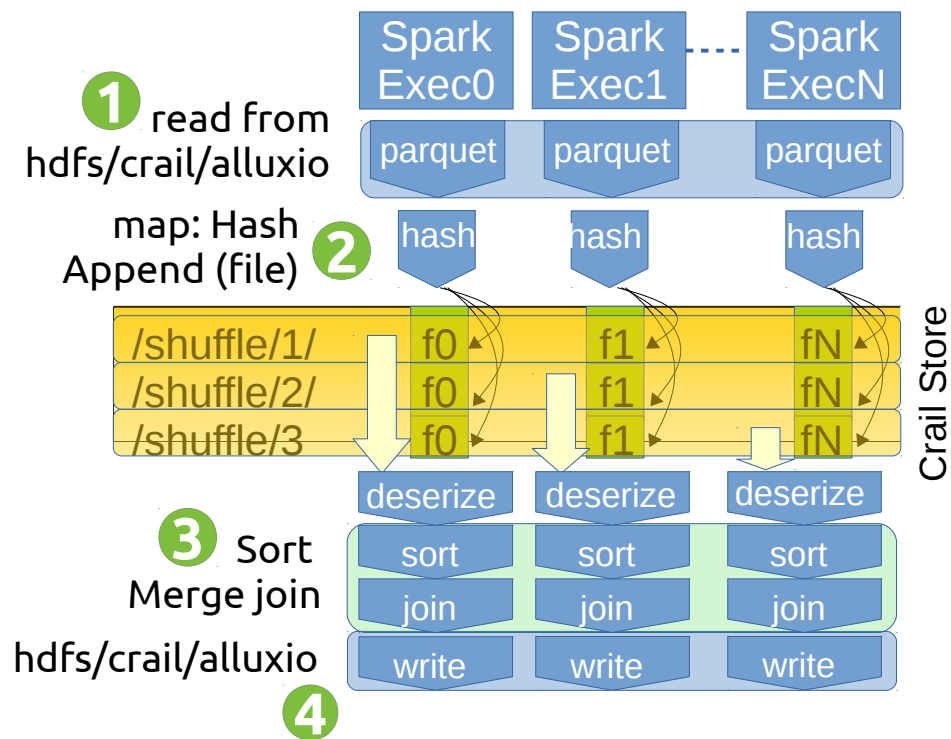 Spark Exec0
Spark Exec1
Spark ExecN
1
read from
hdfs/crail/alluxio
parquet
parquet
parquet
map: Hash
Append (file)
2
hash
hash
hash
/shuffle/1/
f0
f1
fN
/shuffle/2/
f0
f1
fN
/shuffle/3
f0
f1
fN
Crail Store
deserize
deserize
deserize
3
Sort
Merge join
sort
sort
sort
join
join
join
hdfs/crail/alluxio
write
write
write
4